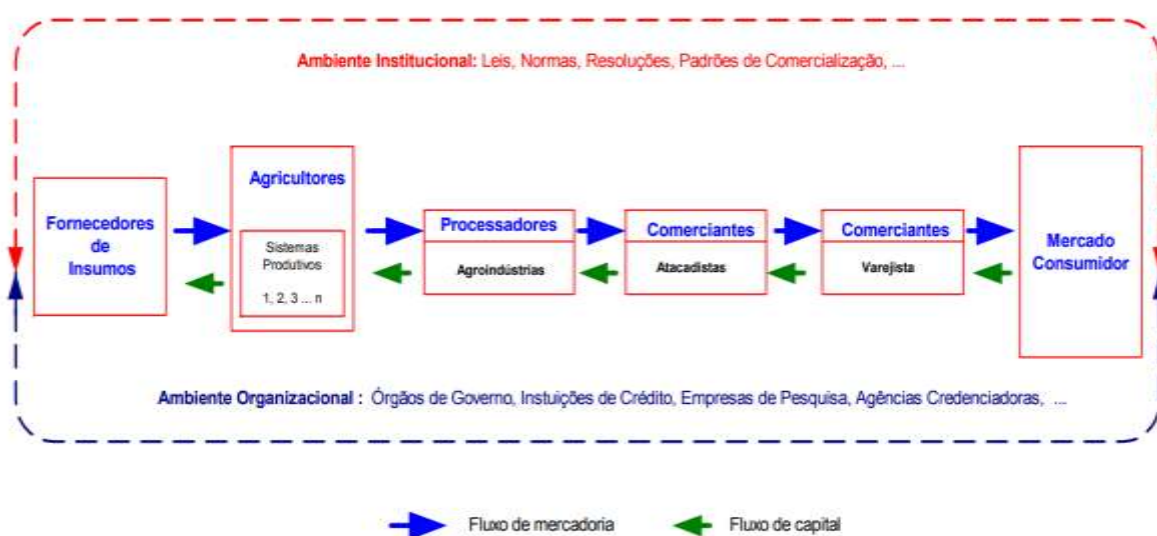 Ambiente Institucional: Leis, Normas, Resoluções, Padrões de Comercialização, ...
Fornecedores
de
Insumos
Agricultores
Sistemas
Produtivos
1, 2, 3 ... n
Processadores
Agroindústrias
Comerciantes
Atacadistas
Comerciantes
Varejista
Mercado
Consumidor
Ambiente Organizacional : Órgãos de Governo, Instuições de Crédito, Empresas de Pesquisa, Agências Credenciadoras, ...
Fluxo de mercadoria
Fluxo de capital